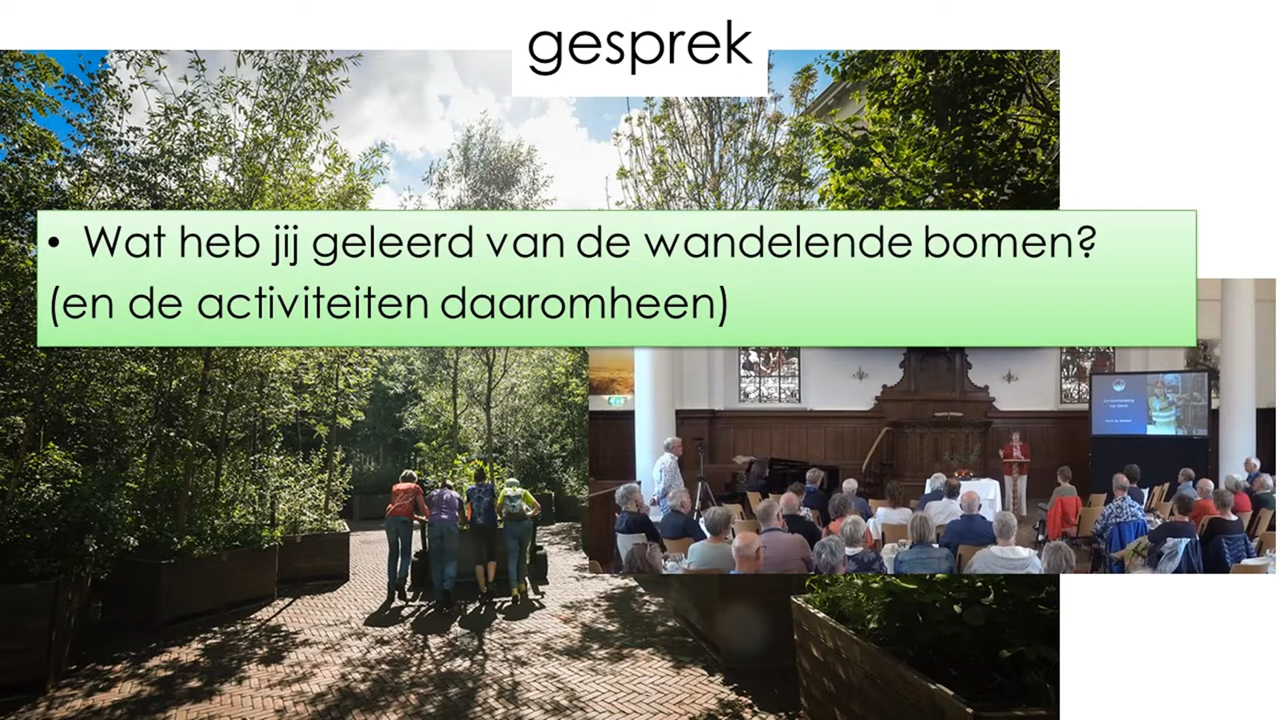 gesprek
• Wat heb jij geleerd van de wandelende bomen?
(en de activiteiten daaromheen)